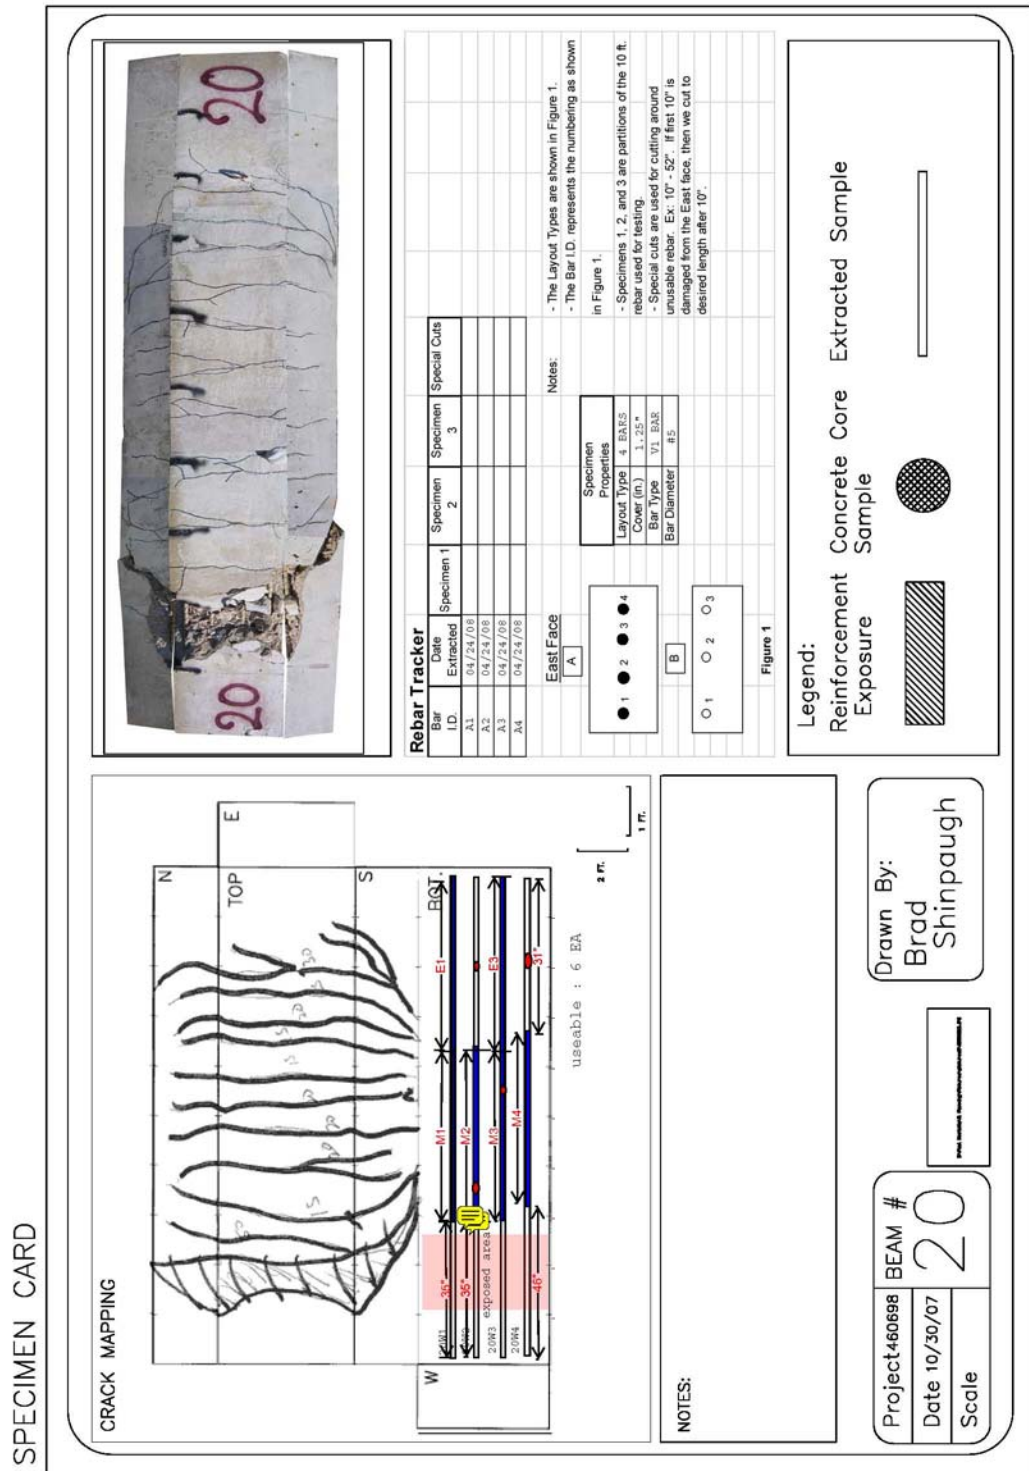 SPECIMEN CARD
CRACK MAPPING
N
TOP
E
S
W
BOT.
E1
M1
M2
E3
M3
M4
31"
35"
35"
46"
exposed area
20W1
20W3
20W4
useable : 6 EA
2 FT.
1 FT.
30
15
15
20
20
Rebar Tracker
Bar I.D.
Date Extracted
Specimen 1
Specimen 2
Specimen 3
Special Cuts
A1 04/24/08
A2 04/24/08
A3 04/24/08
A4 04/24/08
East Face
A
1 2 3 4
B
1 2 3
Figure 1
Specimen Properties
Layout Type 4 BARS
Cover (in.) 1.25"
Bar Type V1 BAR
Bar Diameter #5
Notes:
- The Layout Types are shown in Figure 1.
- The Bar I.D. represents the numbering as shown
in Figure 1.
- Specimens 1, 2, and 3 are partitions of the 10 ft.
rebar used for testing.
- Special cuts are used for cutting around
unusable rebar. Ex: 10" - 52". If first 10" is
damaged from the East face, then we cut to
desired length after 10".
NOTES:
Legend:
Reinforcement Exposure
Concrete Core Sample
Extracted Sample
Project 460698
Date 10/30/07
Scale
BEAM #
20
Drawn By:
Brad
Shinpaugh